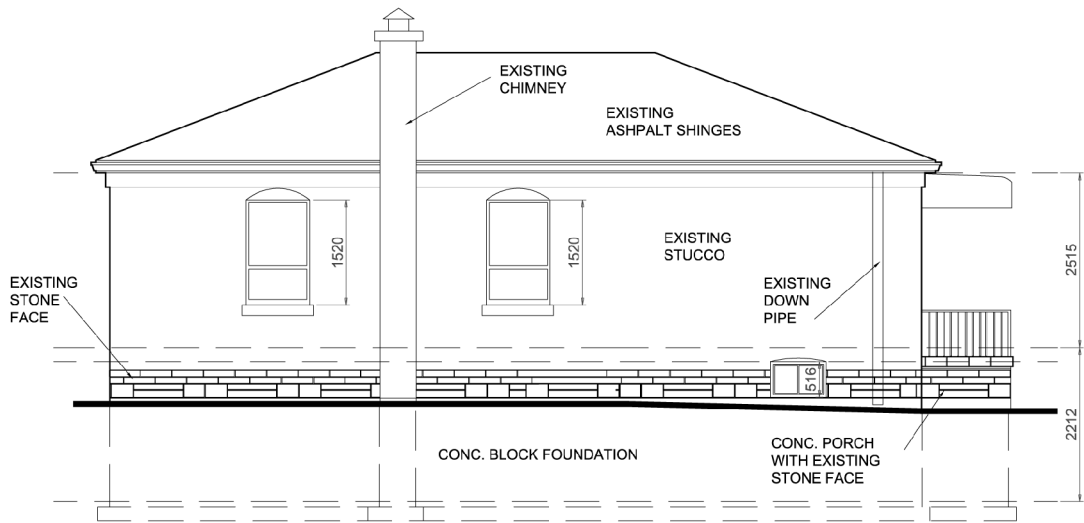 EXISTING
CHIMNEY
EXISTING
ASHPALT SHINGES
1520
1520
EXISTING
STUCCO
2515
EXISTING
STONE
FACE
EXISTING
DOWN
PIPE
516
2212
CONC. BLOCK FOUNDATION
CONC. PORCH
WITH EXISTING
STONE FACE